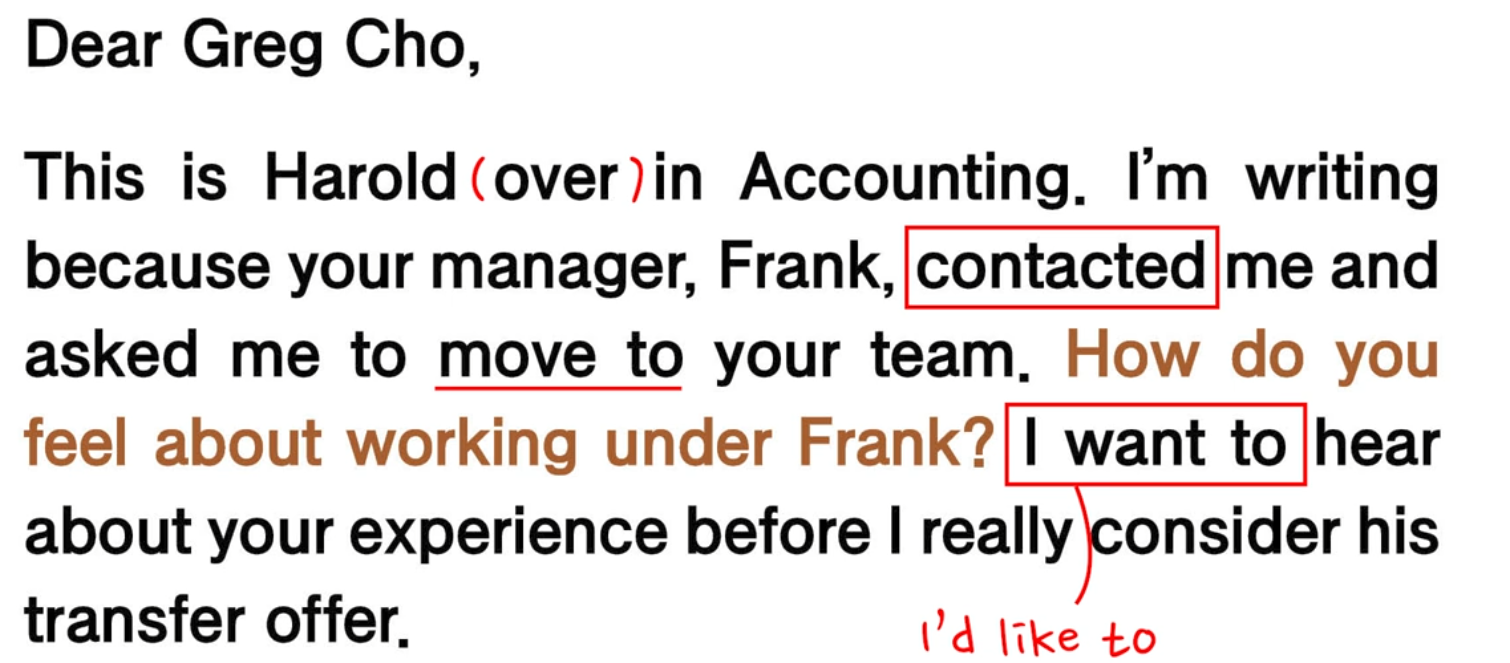 Dear Greg Cho,
This is Harold (over) in Accounting. I'm writing
because your manager, Frank, contacted me and
asked me to move to your team. How do you
feel about working under Frank? I want to hear
about your experience before I really consider his
transfer offer.
I'd like to